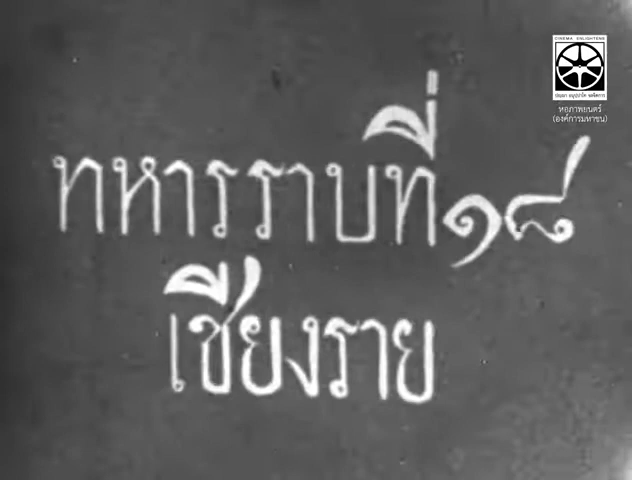 CINEMA ENLIGHTENS
หอภาพยนตร์
(องค์การมหาชน)
ทหารราบที่ ๑๘
เชียงราย